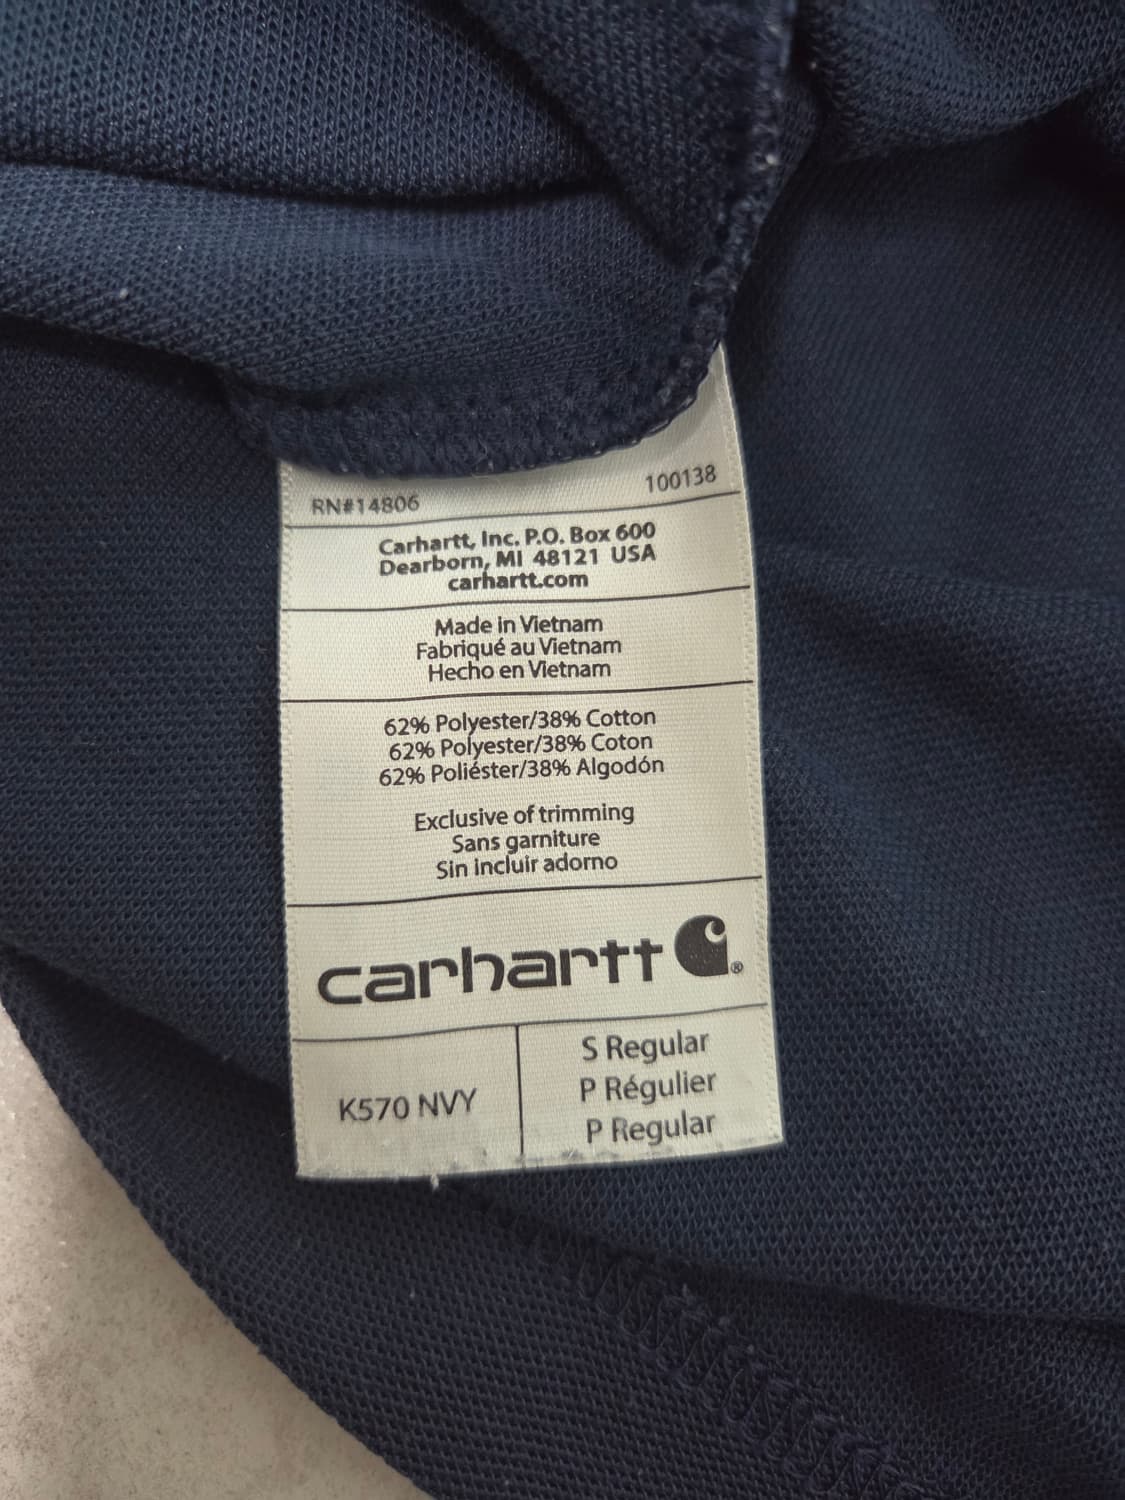 RN#14806 100138
Carhartt, Inc. P.O. Box 600
Dearborn, MI 48121 USA
carhartt.com
Made in Vietnam
Fabriqué au Vietnam
Hecho en Vietnam
62% Polyester/38% Cotton
62% Polyester/38% Coton
62% Poliéster/38% Algodón
Exclusive of trimming
Sans garniture
Sin incluir adorno
carhartt ®
K570 NVY
S Regular
P Régulier
P Regular